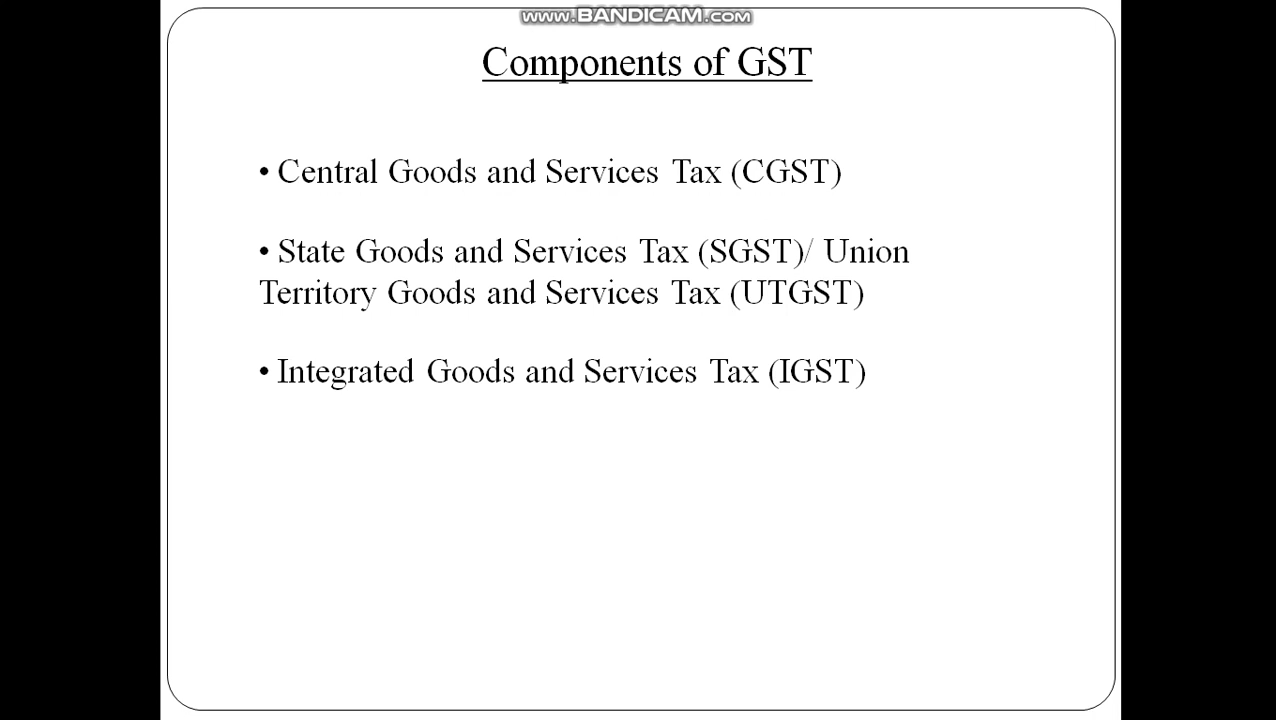 www.BANDICAM.com
Components of GST
• Central Goods and Services Tax (CGST)
• State Goods and Services Tax (SGST)/ Union
Territory Goods and Services Tax (UTGST)
• Integrated Goods and Services Tax (IGST)